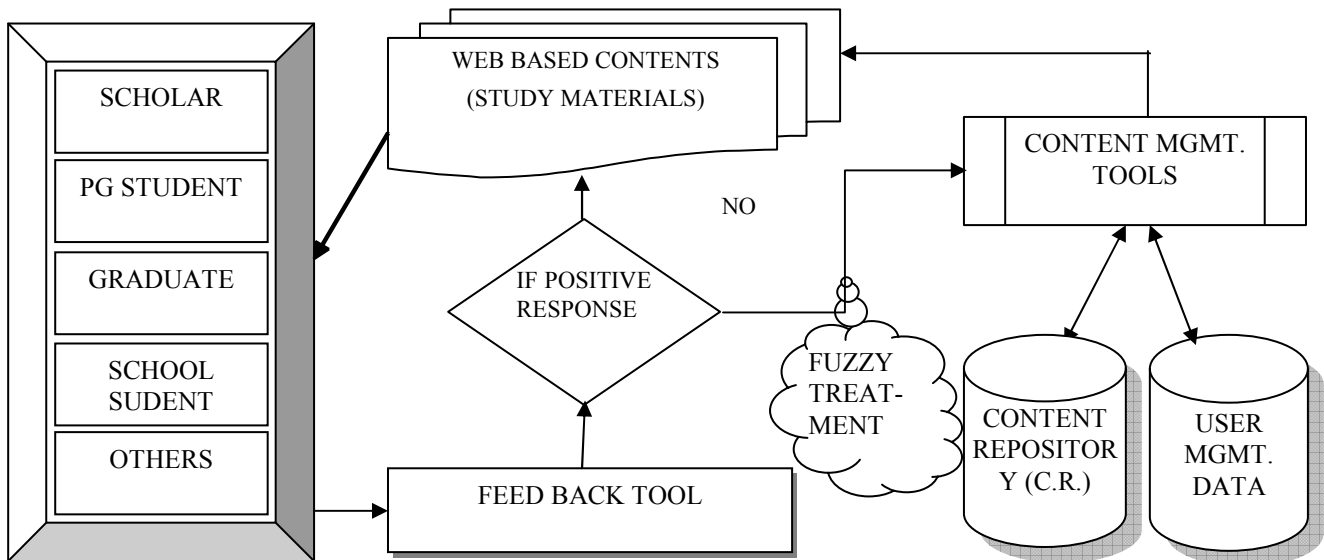 SCHOLAR
PG STUDENT
GRADUATE
SCHOOL
SUDENT
OTHERS
WEB BASED CONTENTS
(STUDY MATERIALS)
NO
IF POSITIVE
RESPONSE
FEED BACK TOOL
FUZZY
TREAT-
MENT
CONTENT MGMT.
TOOLS
CONTENT
REPOSITOR
Y (C.R.)
USER
MGMT.
DATA